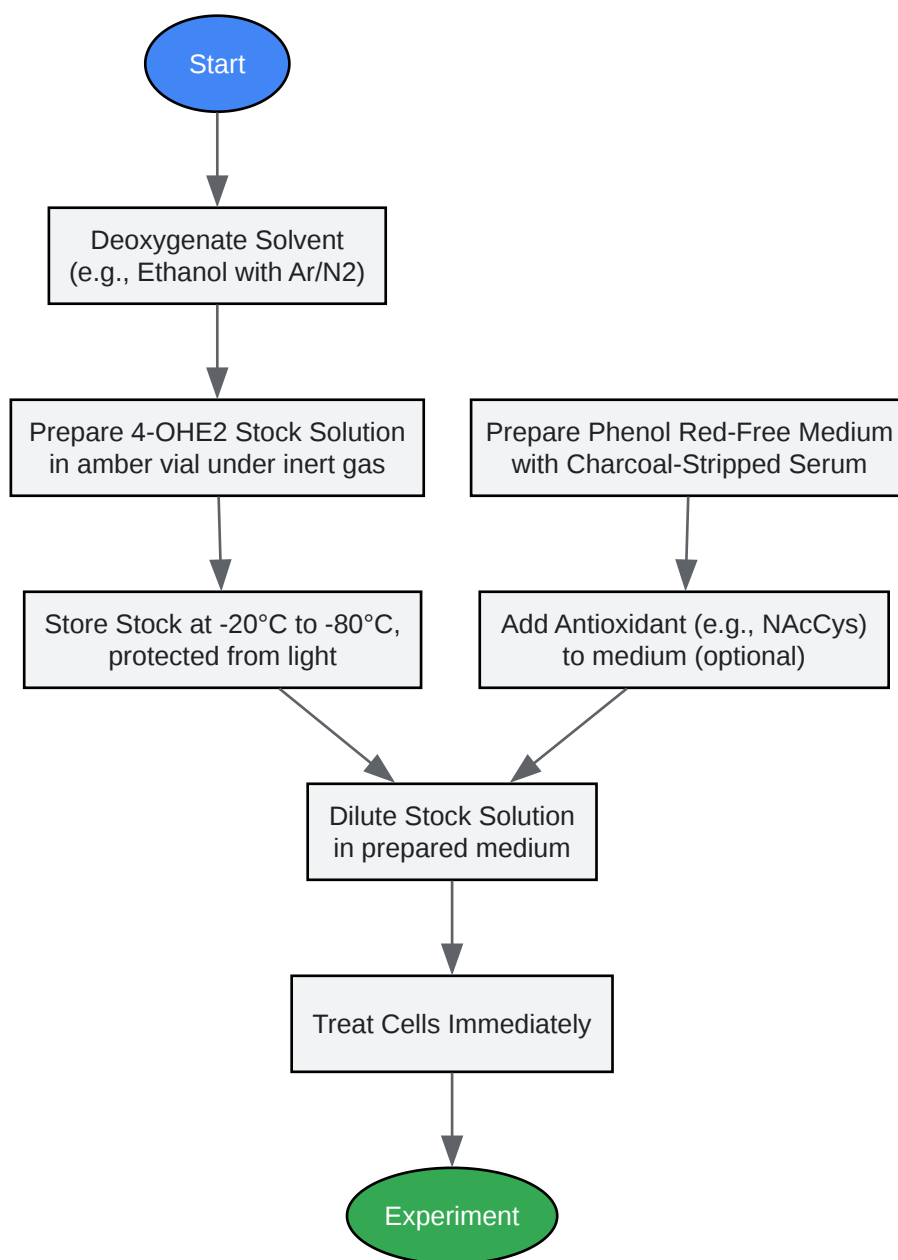 Start
Deoxygenate Solvent
(e.g., Ethanol with Ar/N2)
Prepare 4-OHE2 Stock Solution
in amber vial under inert gas
Prepare Phenol Red-Free Medium
with Charcoal-Stripped Serum
Store Stock at -20°C to -80°C,
protected from light
Add Antioxidant (e.g., NAcCys)
to medium (optional)
Dilute Stock Solution
in prepared medium
Treat Cells Immediately
Experiment